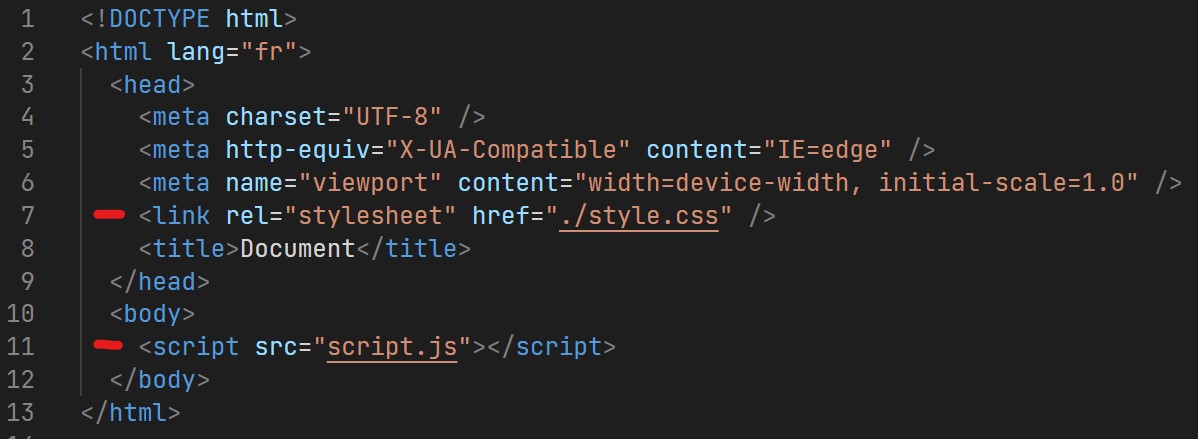 1 <!DOCTYPE html>
2 <html lang="fr">
3 <head>
4 <meta charset="UTF-8" />
5 <meta http-equiv="X-UA-Compatible" content="IE=edge" />
6 <meta name="viewport" content="width=device-width, initial-scale=1.0" />
7 <link rel="stylesheet" href="./style.css" />
8 <title>Document</title>
9 </head>
10 <body>
11 <script src="script.js"></script>
12 </body>
13 </html>